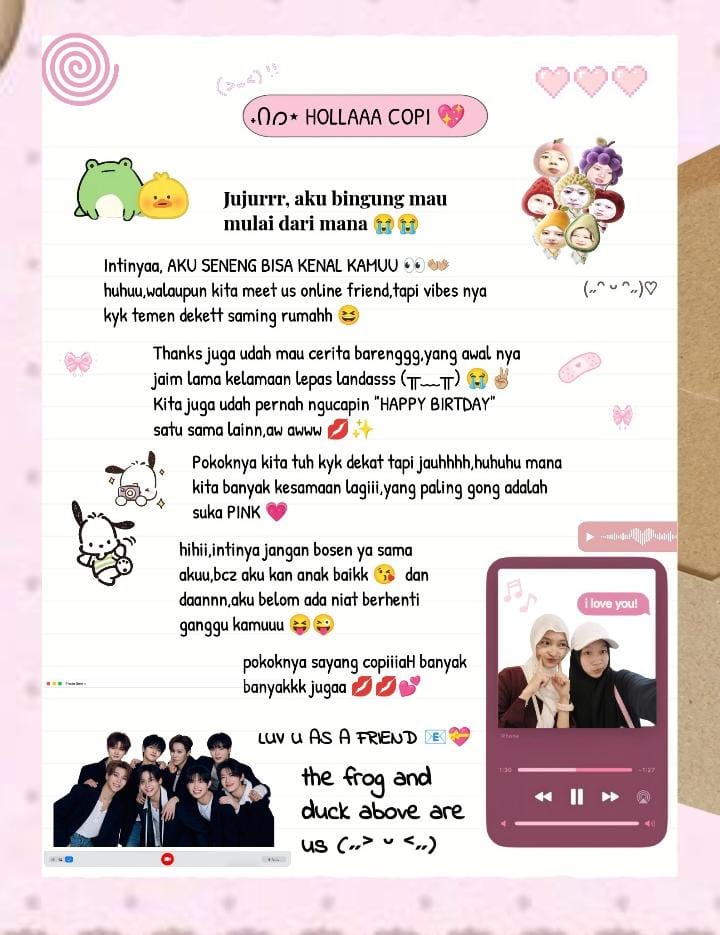 (>.<) !!
HOLLAAA COPI 💖
Jujurrr, aku bingung mau
mulai dari mana 😭😭
Intinyaa, AKU SENENG BISA KENAL KAMUU 👀👐🏼
huhuu,walaupun kita meet us online friend,tapi vibes nya
kyk temen dekett saming rumahh 😆
(„ᵔ ᵕ ᵔ„)♡
Thanks juga udah mau cerita barenggg,yang awal nya
jaim lama kelamaan lepas landasss (╥﹏╥) 😭✌🏼
Kita juga udah pernah ngucapin "HAPPY BIRTDAY"
satu sama lainn,aw awww 💋✨
Pokoknya kita tuh kyk dekat tapi jauhhhh,huhuhu mana
kita banyak kesamaan lagiii,yang paling gong adalah
suka PINK 💗
hihii,intinya jangan bosen ya sama
akuu,bcz aku kan anak baikk 😘 dan
daannn,aku belom ada niat berhenti
ganggu kamuuu 😝😜
i love you!
pokoknya sayang copiiiaH banyak
banyakkk jugaa 💋💋💕
LUV U AS A FRIEND 📧💝
iPhone
the frog and
duck above are
us („> ᵕ <„)
1:30
-1:27